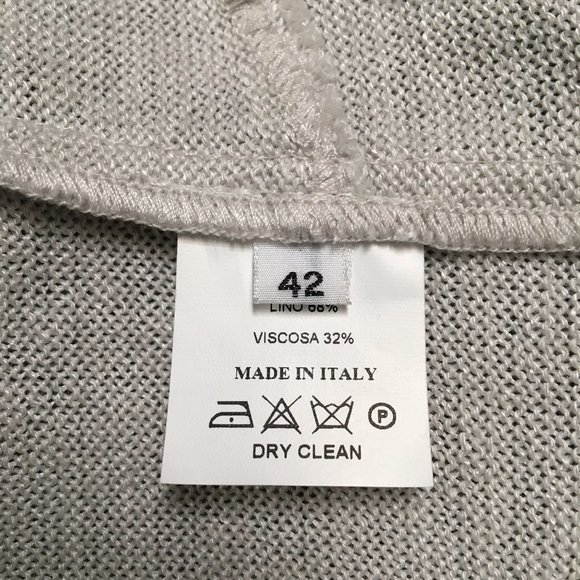 42
LINO 68%
VISCOSA 32%
MADE IN ITALY
P
DRY CLEAN